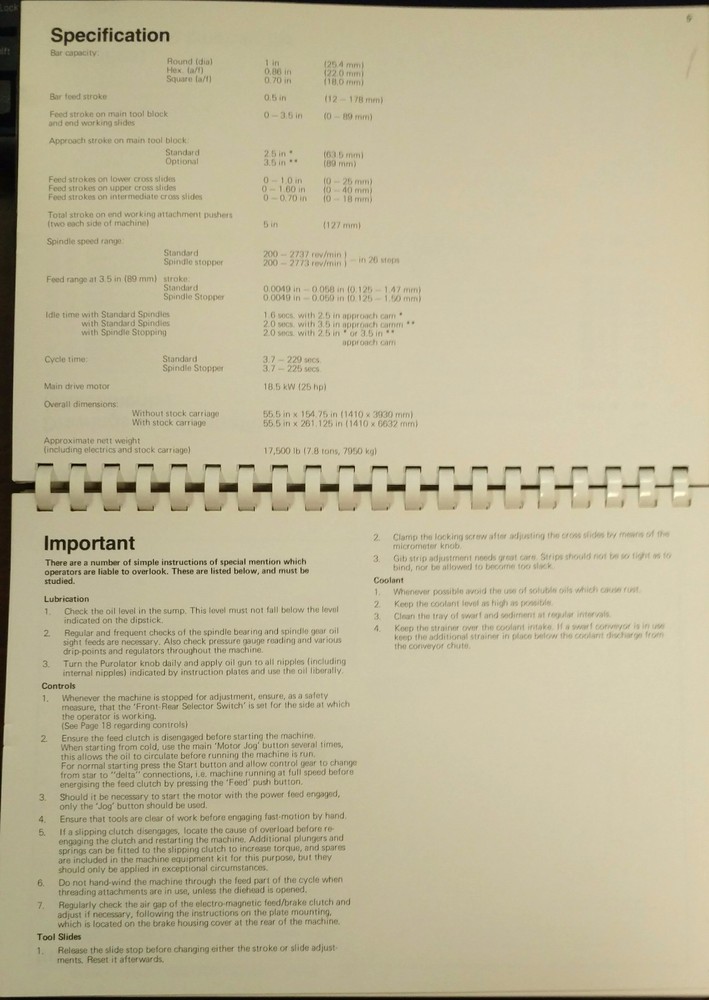 Specification
Bar capacity:
Round (dia) 1 in (25.4 mm)
Hex. (a/f) 0.86 in (22.0 mm)
Square (a/f) 0.70 in (18.0 mm)
Bar feed stroke 0.5 in (12 – 178 mm)
Feed stroke on main tool block
and end working slides 0 – 3.5 in (0 – 89 mm)
Approach stroke on main tool block:
Standard 2.5 in * (63.5 mm)
Optional 3.5 in ** (89 mm)
Feed strokes on lower cross slides 0 – 1.0 in (0 – 25 mm)
Feed strokes on upper cross slides 0 – 1.60 in (0 – 40 mm)
Feed strokes on intermediate cross slides 0 – 0.70 in (0 – 18 mm)
Total stroke on end working attachment pushers
(two each side of machine) 5 in (127 mm)
Spindle speed range:
Standard 200 – 2737 rev/min )
Spindle stopper 200 – 2773 rev/min ) – in 26 steps
Feed range at 3.5 in (89 mm) stroke:
Standard 0.0049 in – 0.058 in (0.125 – 1.47 mm)
Spindle Stopper 0.0049 in – 0.059 in (0.125 – 1.50 mm)
Idle time with Standard Spindles 1.6 secs. with 2.5 in approach cam *
with Standard Spindles 2.0 secs. with 3.5 in approach camm **
with Spindle Stopping 2.0 secs. with 2.5 in * or 3.5 in **
approach cam
Cycle time: Standard 3.7 – 229 secs.
Spindle Stopper 3.7 – 225 secs.
Main drive motor 18.5 kW (25 hp)
Overall dimensions:
Without stock carriage 55.5 in x 154.75 in (1410 x 3930 mm)
With stock carriage 55.5 in x 261.125 in (1410 x 6632 mm)
Approximate nett weight
(including electrics and stock carriage) 17,500 lb (7.8 tons, 7950 kg)
Important
There are a number of simple instructions of special mention which
operators are liable to overlook. These are listed below, and must be
studied.
Lubrication
1. Check the oil level in the sump. This level must not fall below the level
indicated on the dipstick.
2. Regular and frequent checks of the spindle bearing and spindle gear oil
sight feeds are necessary. Also check pressure gauge reading and various
drip-points and regulators throughout the machine.
3. Turn the Purolator knob daily and apply oil gun to all nipples (including
internal nipples) indicated by instruction plates and use the oil liberally.
Controls
1. Whenever the machine is stopped for adjustment, ensure, as a safety
measure, that the 'Front-Rear Selector Switch' is set for the side at which
the operator is working.
(See Page 18 regarding controls)
2. Ensure the feed clutch is disengaged before starting the machine.
When starting from cold, use the main 'Motor Jog' button several times,
this allows the oil to circulate before running the machine is run.
For normal starting press the Start button and allow control gear to change
from star to "delta" connections, i.e. machine running at full speed before
energising the feed clutch by pressing the 'Feed' push button.
3. Should it be necessary to start the motor with the power feed engaged,
only the 'Jog' button should be used.
4. Ensure that tools are clear of work before engaging fast-motion by hand.
5. If a slipping clutch disengages, locate the cause of overload before re-
engaging the clutch and restarting the machine. Additional plungers and
springs can be fitted to the slipping clutch to increase torque, and spares
are included in the machine equipment kit for this purpose, but they
should only be applied in exceptional circumstances.
6. Do not hand-wind the machine through the feed part of the cycle when
threading attachments are in use, unless the diehead is opened.
7. Regularly check the air gap of the electro-magnetic feed/brake clutch and
adjust if necessary, following the instructions on the plate mounting,
which is located on the brake housing cover at the rear of the machine.
Tool Slides
1. Release the slide stop before changing either the stroke or slide adjust-
ments. Reset it afterwards.
2. Clamp the locking screw after adjusting the cross slides by means of the
micrometer knob.
3. Gib strip adjustment needs great care. Strips should not be so tight as to
bind, nor be allowed to become too slack.
Coolant
1. Whenever possible avoid the use of soluble oils which cause rust.
2. Keep the coolant level as high as possible.
3. Clean the tray of swarf and sediment at regular intervals.
4. Keep the strainer over the coolant intake. If a swarf conveyor is in use
keep the additional strainer in place below the coolant discharge from
the conveyor chute.